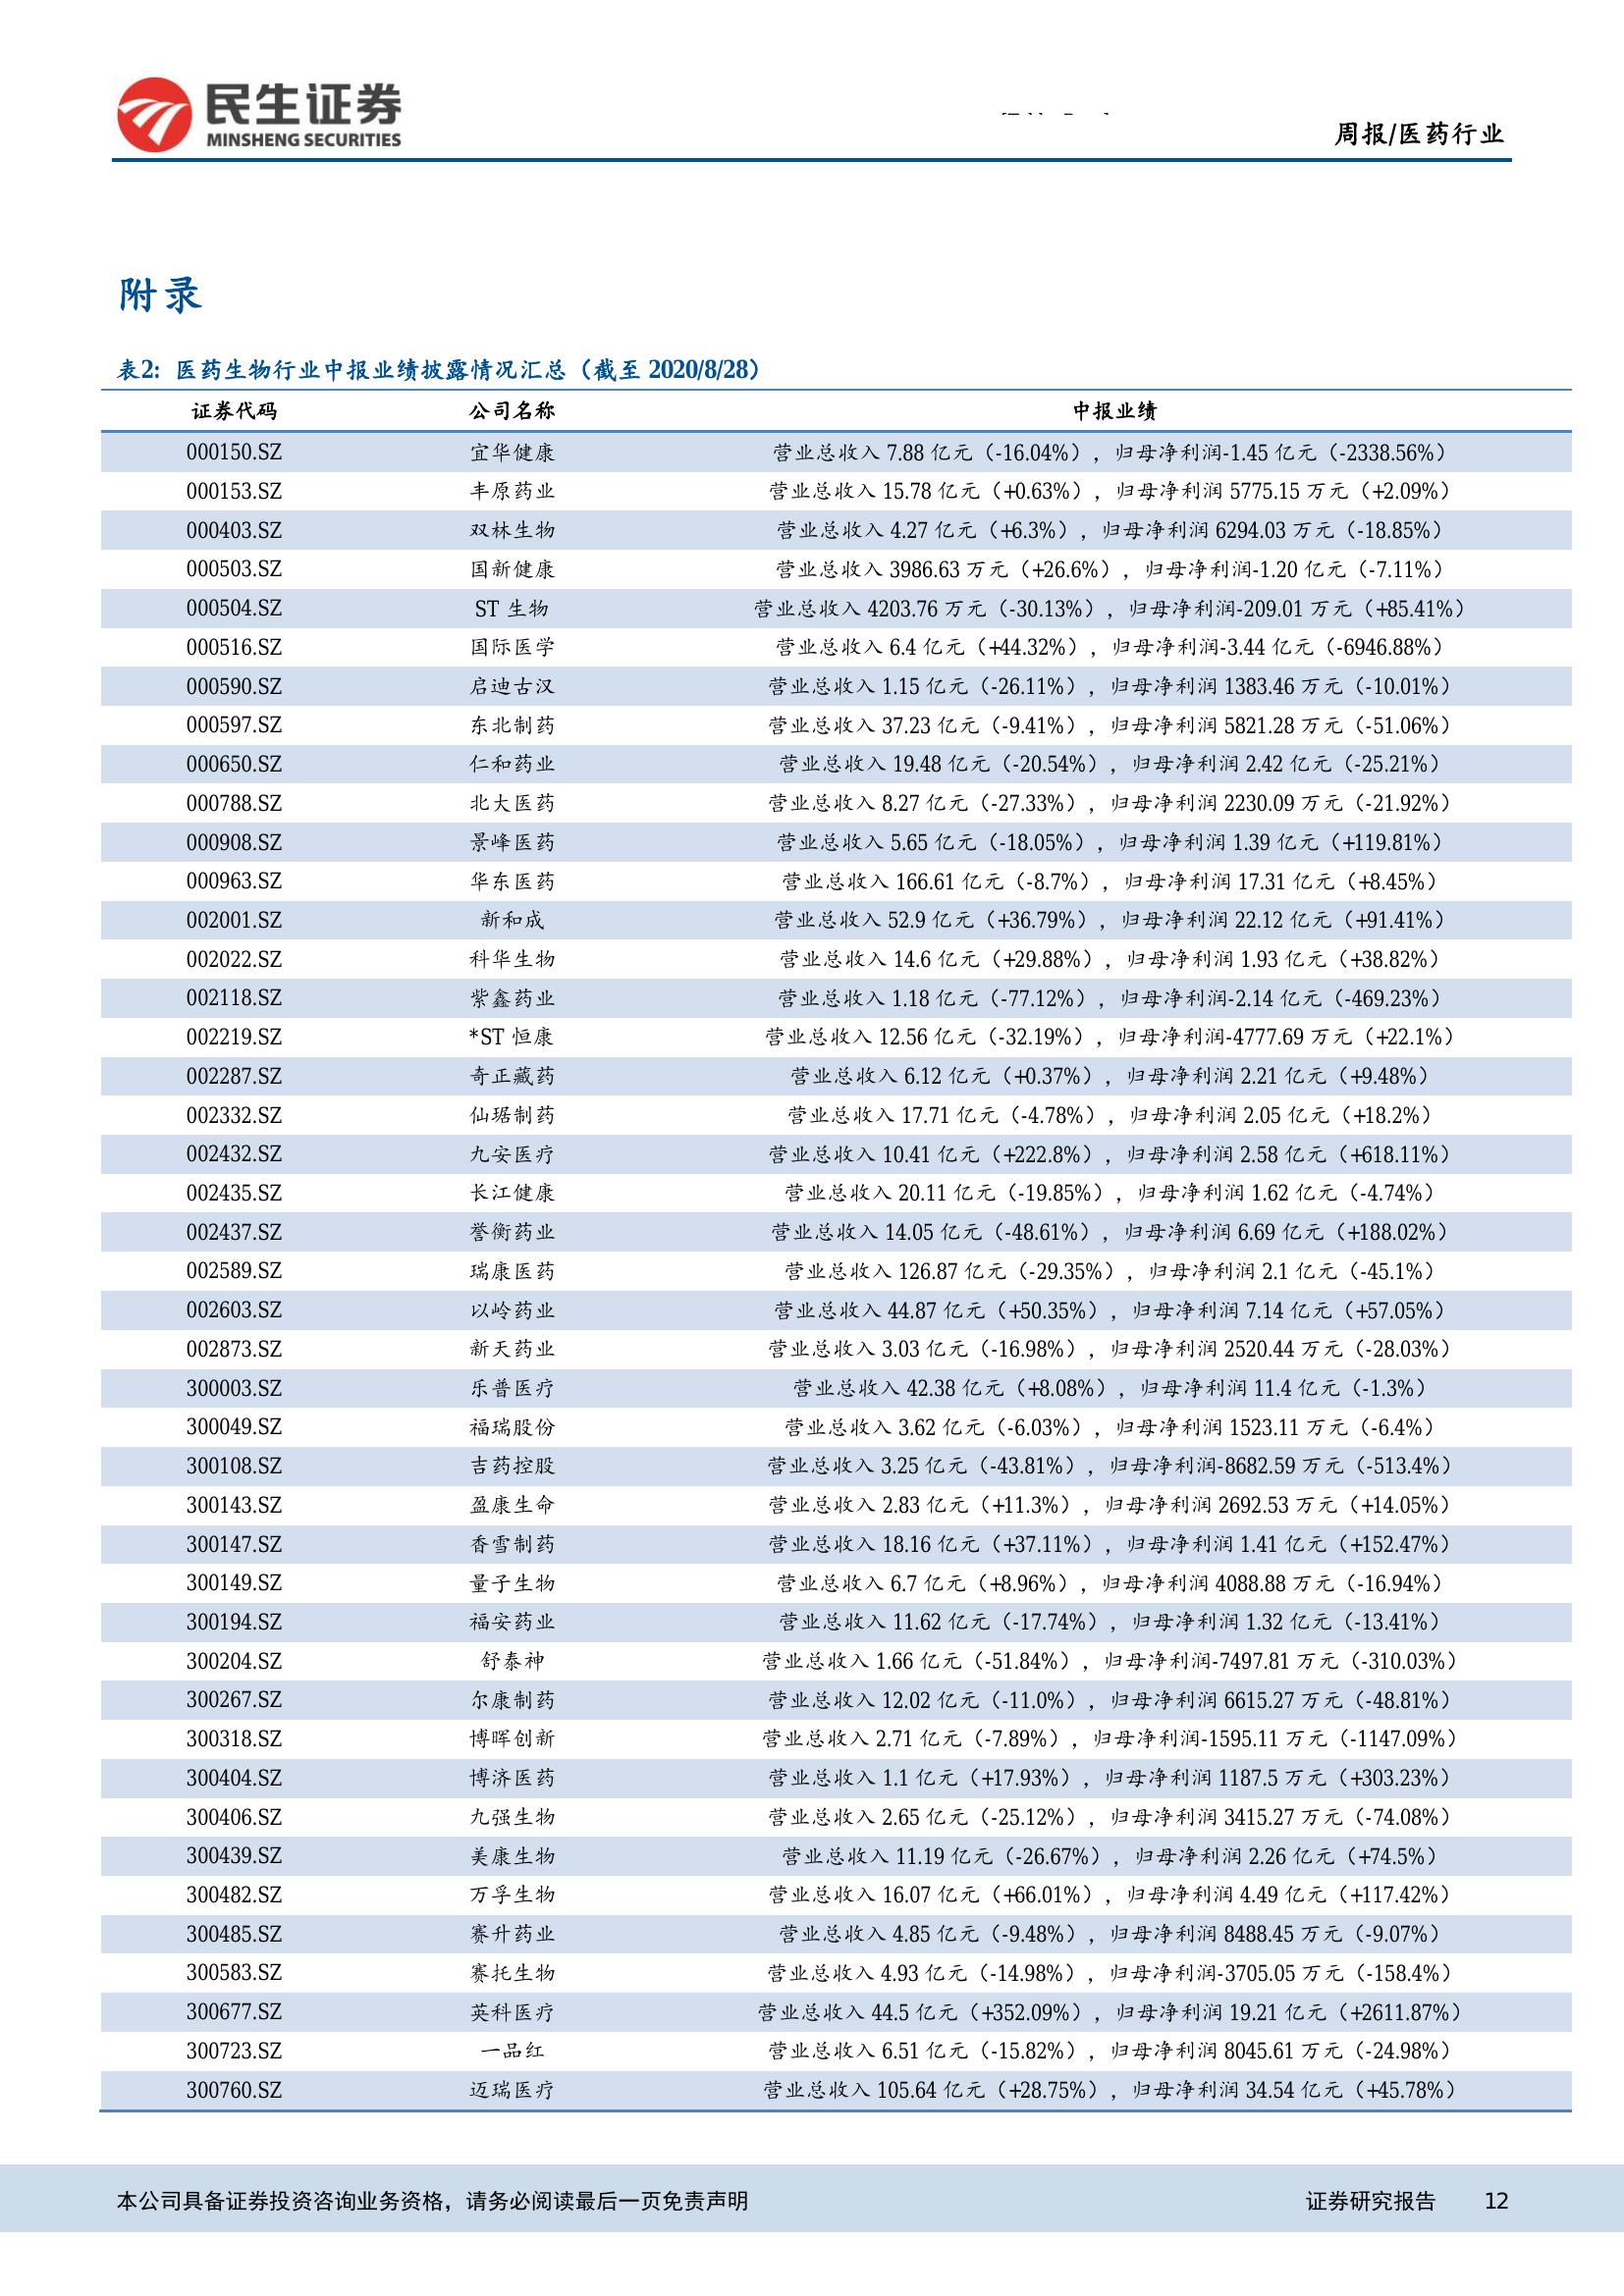 民生证券
MINSHENG SECURITIES
周报/医药行业
附录
表2: 医药生物行业中报业绩披露情况汇总（截至 2020/8/28）
证券代码 公司名称 中报业绩
000150.SZ 宜华健康 营业总收入 7.88 亿元（-16.04%），归母净利润-1.45 亿元（-2338.56%）
000153.SZ 丰原药业 营业总收入 15.78 亿元（+0.63%），归母净利润 5775.15 万元（+2.09%）
000403.SZ 双林生物 营业总收入 4.27 亿元（+6.3%），归母净利润 6294.03 万元（-18.85%）
000503.SZ 国新健康 营业总收入 3986.63 万元（+26.6%），归母净利润-1.20 亿元（-7.11%）
000504.SZ ST 生物 营业总收入 4203.76 万元（-30.13%），归母净利润-209.01 万元（+85.41%）
000516.SZ 国际医学 营业总收入 6.4 亿元（+44.32%），归母净利润-3.44 亿元（-6946.88%）
000590.SZ 启迪古汉 营业总收入 1.15 亿元（-26.11%），归母净利润 1383.46 万元（-10.01%）
000597.SZ 东北制药 营业总收入 37.23 亿元（-9.41%），归母净利润 5821.28 万元（-51.06%）
000650.SZ 仁和药业 营业总收入 19.48 亿元（-20.54%），归母净利润 2.42 亿元（-25.21%）
000788.SZ 北大医药 营业总收入 8.27 亿元（-27.33%），归母净利润 2230.09 万元（-21.92%）
000908.SZ 景峰医药 营业总收入 5.65 亿元（-18.05%），归母净利润 1.39 亿元（+119.81%）
000963.SZ 华东医药 营业总收入 166.61 亿元（-8.7%），归母净利润 17.31 亿元（+8.45%）
002001.SZ 新和成 营业总收入 52.9 亿元（+36.79%），归母净利润 22.12 亿元（+91.41%）
002022.SZ 科华生物 营业总收入 14.6 亿元（+29.88%），归母净利润 1.93 亿元（+38.82%）
002118.SZ 紫鑫药业 营业总收入 1.18 亿元（-77.12%），归母净利润-2.14 亿元（-469.23%）
002219.SZ *ST 恒康 营业总收入 12.56 亿元（-32.19%），归母净利润-4777.69 万元（+22.1%）
002287.SZ 奇正藏药 营业总收入 6.12 亿元（+0.37%），归母净利润 2.21 亿元（+9.48%）
002332.SZ 仙琚制药 营业总收入 17.71 亿元（-4.78%），归母净利润 2.05 亿元（+18.2%）
002432.SZ 九安医疗 营业总收入 10.41 亿元（+222.8%），归母净利润 2.58 亿元（+618.11%）
002435.SZ 长江健康 营业总收入 20.11 亿元（-19.85%），归母净利润 1.62 亿元（-4.74%）
002437.SZ 誉衡药业 营业总收入 14.05 亿元（-48.61%），归母净利润 6.69 亿元（+188.02%）
002589.SZ 瑞康医药 营业总收入 126.87 亿元（-29.35%），归母净利润 2.1 亿元（-45.1%）
002603.SZ 以岭药业 营业总收入 44.87 亿元（+50.35%），归母净利润 7.14 亿元（+57.05%）
002873.SZ 新天药业 营业总收入 3.03 亿元（-16.98%），归母净利润 2520.44 万元（-28.03%）
300003.SZ 乐普医疗 营业总收入 42.38 亿元（+8.08%），归母净利润 11.4 亿元（-1.3%）
300049.SZ 福瑞股份 营业总收入 3.62 亿元（-6.03%），归母净利润 1523.11 万元（-6.4%）
300108.SZ 吉药控股 营业总收入 3.25 亿元（-43.81%），归母净利润-8682.59 万元（-513.4%）
300143.SZ 盈康生命 营业总收入 2.83 亿元（+11.3%），归母净利润 2692.53 万元（+14.05%）
300147.SZ 香雪制药 营业总收入 18.16 亿元（+37.11%），归母净利润 1.41 亿元（+152.47%）
300149.SZ 量子生物 营业总收入 6.7 亿元（+8.96%），归母净利润 4088.88 万元（-16.94%）
300194.SZ 福安药业 营业总收入 11.62 亿元（-17.74%），归母净利润 1.32 亿元（-13.41%）
300204.SZ 舒泰神 营业总收入 1.66 亿元（-51.84%），归母净利润-7497.81 万元（-310.03%）
300267.SZ 尔康制药 营业总收入 12.02 亿元（-11.0%），归母净利润 6615.27 万元（-48.81%）
300318.SZ 博晖创新 营业总收入 2.71 亿元（-7.89%），归母净利润-1595.11 万元（-1147.09%）
300404.SZ 博济医药 营业总收入 1.1 亿元（+17.93%），归母净利润 1187.5 万元（+303.23%）
300406.SZ 九强生物 营业总收入 2.65 亿元（-25.12%），归母净利润 3415.27 万元（-74.08%）
300439.SZ 美康生物 营业总收入 11.19 亿元（-26.67%），归母净利润 2.26 亿元（+74.5%）
300482.SZ 万孚生物 营业总收入 16.07 亿元（+66.01%），归母净利润 4.49 亿元（+117.42%）
300485.SZ 赛升药业 营业总收入 4.85 亿元（-9.48%），归母净利润 8488.45 万元（-9.07%）
300583.SZ 赛托生物 营业总收入 4.93 亿元（-14.98%），归母净利润-3705.05 万元（-158.4%）
300677.SZ 英科医疗 营业总收入 44.5 亿元（+352.09%），归母净利润 19.21 亿元（+2611.87%）
300723.SZ 一品红 营业总收入 6.51 亿元（-15.82%），归母净利润 8045.61 万元（-24.98%）
300760.SZ 迈瑞医疗 营业总收入 105.64 亿元（+28.75%），归母净利润 34.54 亿元（+45.78%）
本公司具备证券投资咨询业务资格，请务必阅读最后一页免责声明 证券研究报告 12